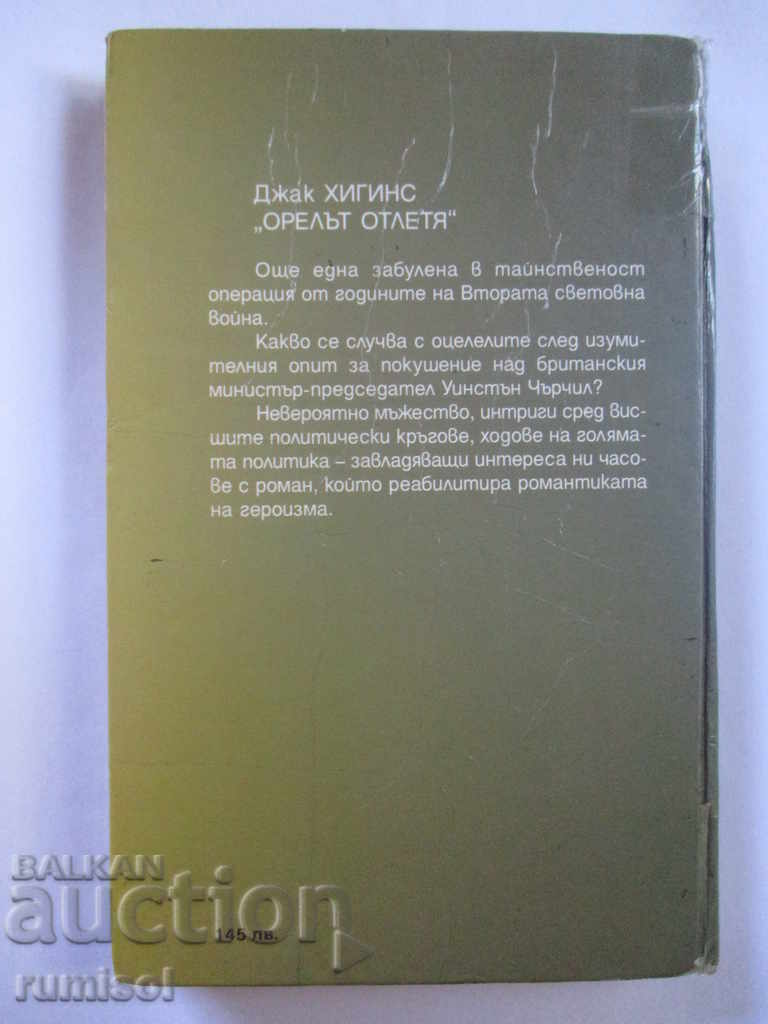 Джак ХИГИНС
„ОРЕЛЪТ ОТЛЕТЯ“
Още една забулена в тайнственост
операция от годините на Втората световна
война.
Какво се случва с оцелелите след изуми-
телния опит за покушение над британския
министър-председател Уинстън Чърчил?
Невероятно мъжество, интриги сред вис-
шите политически кръгове, ходове на голяма-
та политика – завладяващи интереса ни часо-
ве с роман, който реабилитира романтиката
на героизма.
BALKAN
auction
145 лв.
rumisol